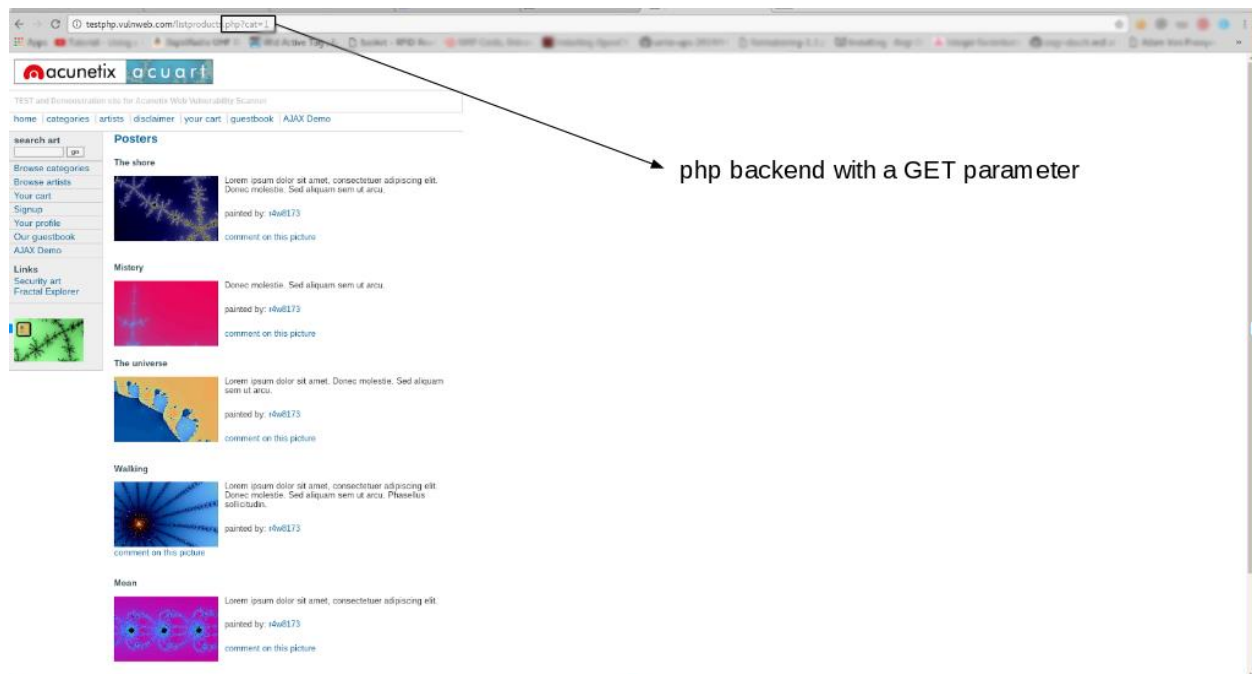 testphp.vulnweb.com/listproducts.php?cat=1
Apps
acunetix acuart
TEST and Demonstration site for Acunetix Web Vulnerability Scanner
home | categories | artists | disclaimer | your cart | guestbook | AJAX Demo
search art
go
Browse categories
Browse artists
Your cart
Signup
Your profile
Our guestbook
AJAX Demo
Links
Security art
Fractal Explorer
Posters
The shore
Lorem ipsum dolor sit amet, consectetuer adipiscing elit.
Donec molestie. Sed aliquam sem ut arcu.
painted by: r4w8173
comment on this picture
Mistery
Donec molestie. Sed aliquam sem ut arcu.
painted by: r4w8173
comment on this picture
The universe
Lorem ipsum dolor sit amet. Donec molestie. Sed aliquam
sem ut arcu.
painted by: r4w8173
comment on this picture
Walking
Lorem ipsum dolor sit amet, consectetuer adipiscing elit.
Donec molestie. Sed aliquam sem ut arcu. Phasellus
sollicitudin.
painted by: r4w8173
comment on this picture
Mean
Lorem ipsum dolor sit amet, consectetuer adipiscing elit.
painted by: r4w8173
comment on this picture
php backend with a GET parameter